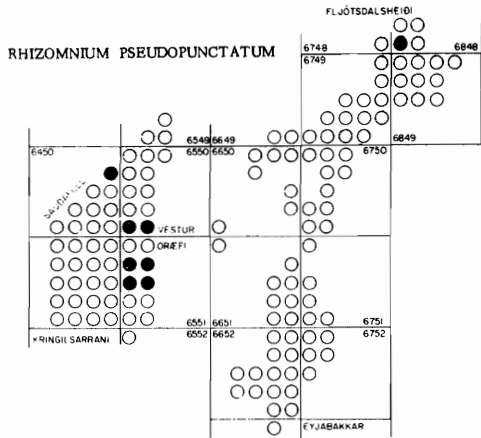 FLJÓTSDALSHEIÐI
RHIZOMNIUM PSEUDOPUNCTATUM
6748 6848
6749
6849
6549 6649
6450 6550 6650 6750
VESTUR
ÖRÆFI
6551 6651 6751
KRINGILSÁRRANI 6552 6652 6752
EYJABAKKAR